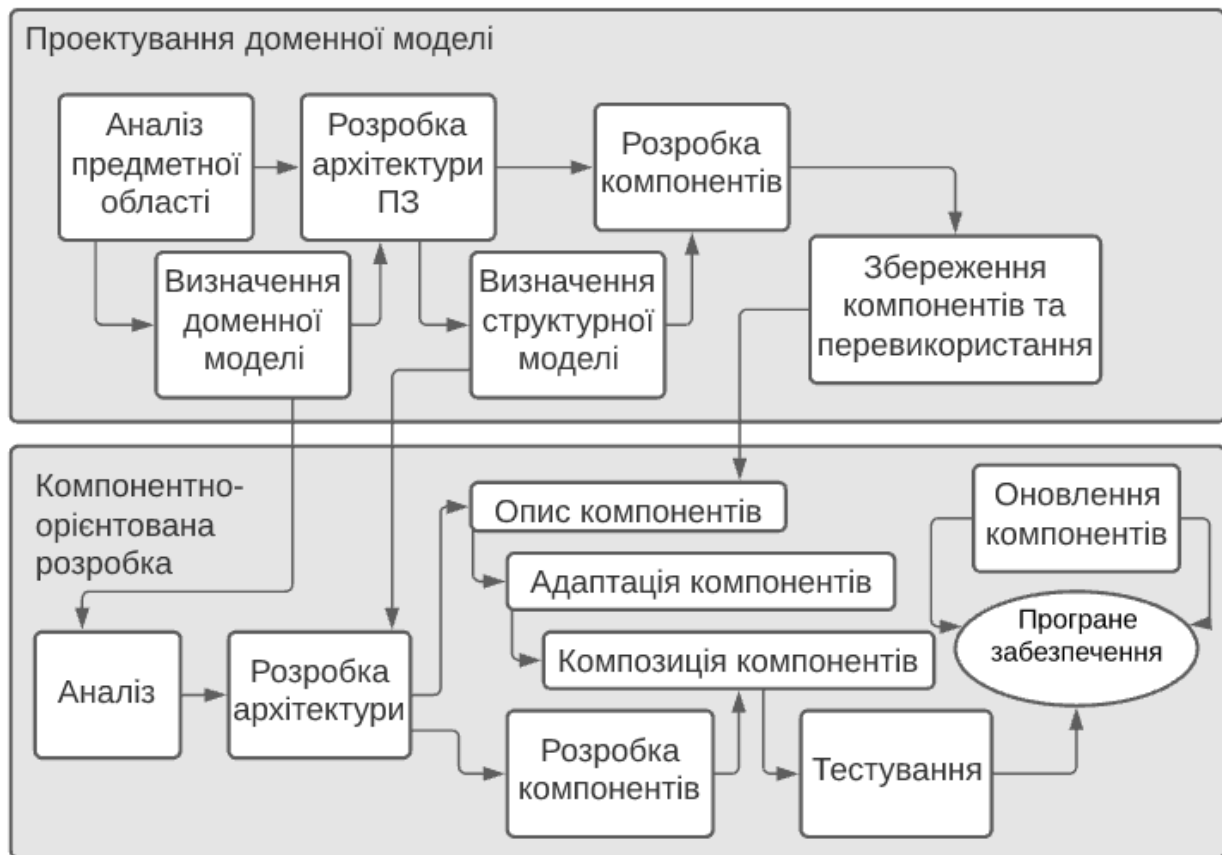 Проектування доменної моделі
Аналіз
предметної
області
Розробка
архітектури
ПЗ
Розробка
компонентів
Визначення
доменної
моделі
Визначення
структурної
моделі
Збереження
компонентів та
перевикористання
Компонентно-
орієнтована
розробка
Опис компонентів
Оновлення
компонентів
Адаптація компонентів
Програне
забезпечення
Композиція компонентів
Аналіз
Розробка
архітектури
Розробка
компонентів
Тестування